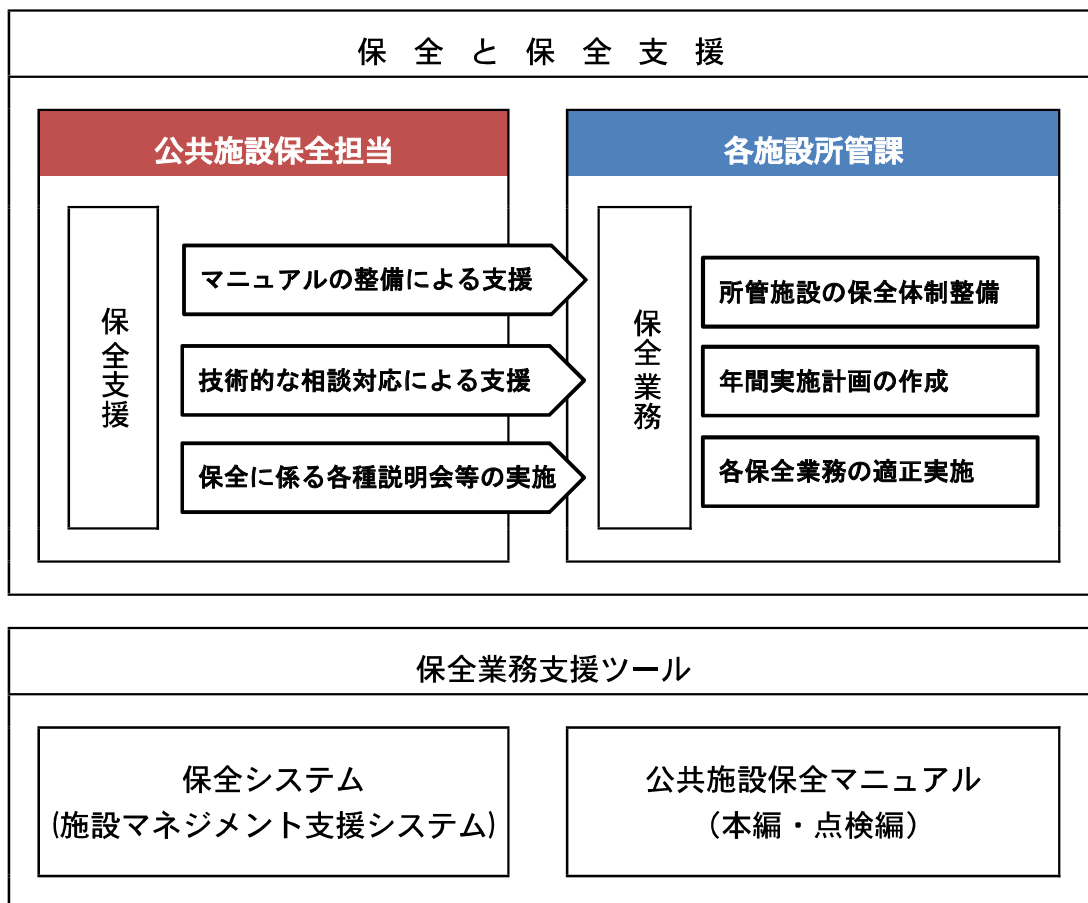 保全と保全支援
公共施設保全担当
保全支援
マニュアルの整備による支援
技術的な相談対応による支援
保全に係る各種説明会等の実施
各施設所管課
保全業務
所管施設の保全体制整備
年間実施計画の作成
各保全業務の適正実施
保全業務支援ツール
保全システム
(施設マネジメント支援システム)
公共施設保全マニュアル
（本編・点検編）